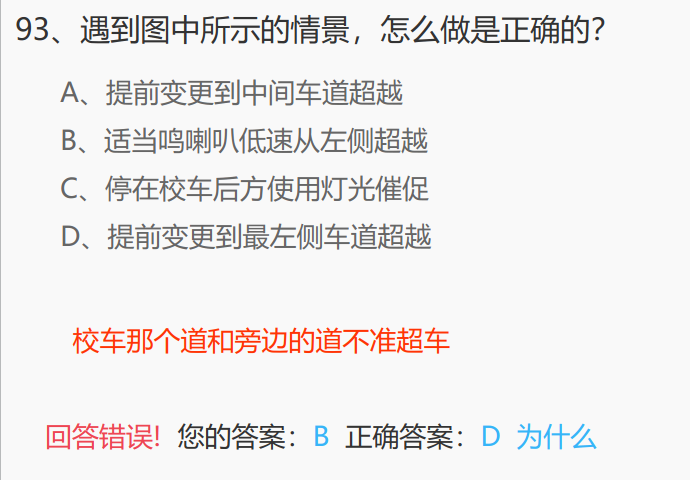 93、遇到图中所示的情景，怎么做是正确的？
A、提前变更到中间车道超越
B、适当鸣喇叭低速从左侧超越
C、停在校车后方使用灯光催促
D、提前变更到最左侧车道超越
校车那个道和旁边的道不准超车
回答错误! 您的答案：B 正确答案：D 为什么